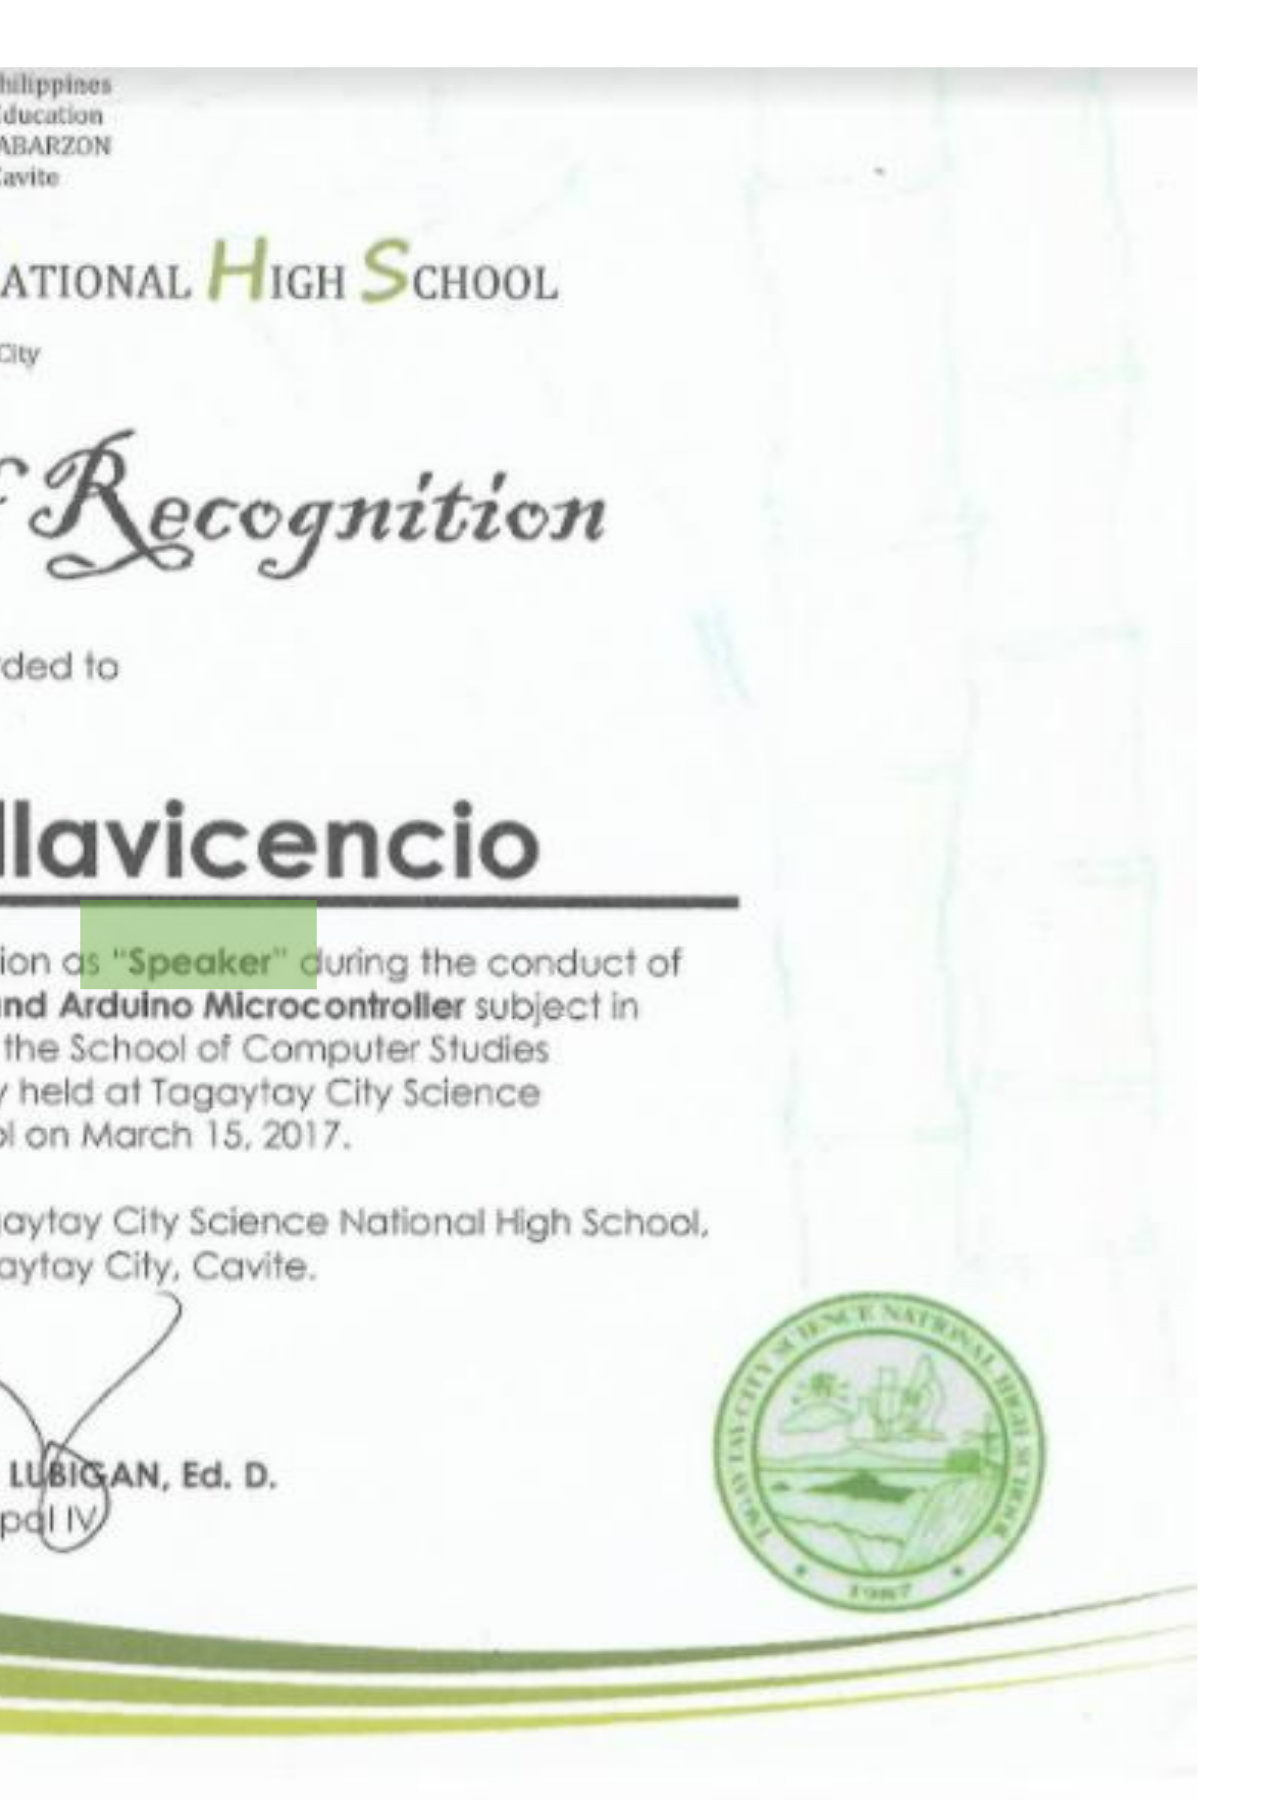 hilippines
ducation
ABARZON
avite
ATIONAL HIGH SCHOOL
City
f Recognition
ded to
llavicencio
ion as "Speaker" during the conduct of
nd Arduino Microcontroller subject in
the School of Computer Studies
y held at Tagaytay City Science
ol on March 15, 2017.
gaytay City Science National High School,
aytay City, Cavite.
LUBIGAN, Ed. D.
pal IV
TAGAYTAY CITY SCIENCE NATIONAL HIGH SCHOOL
1987